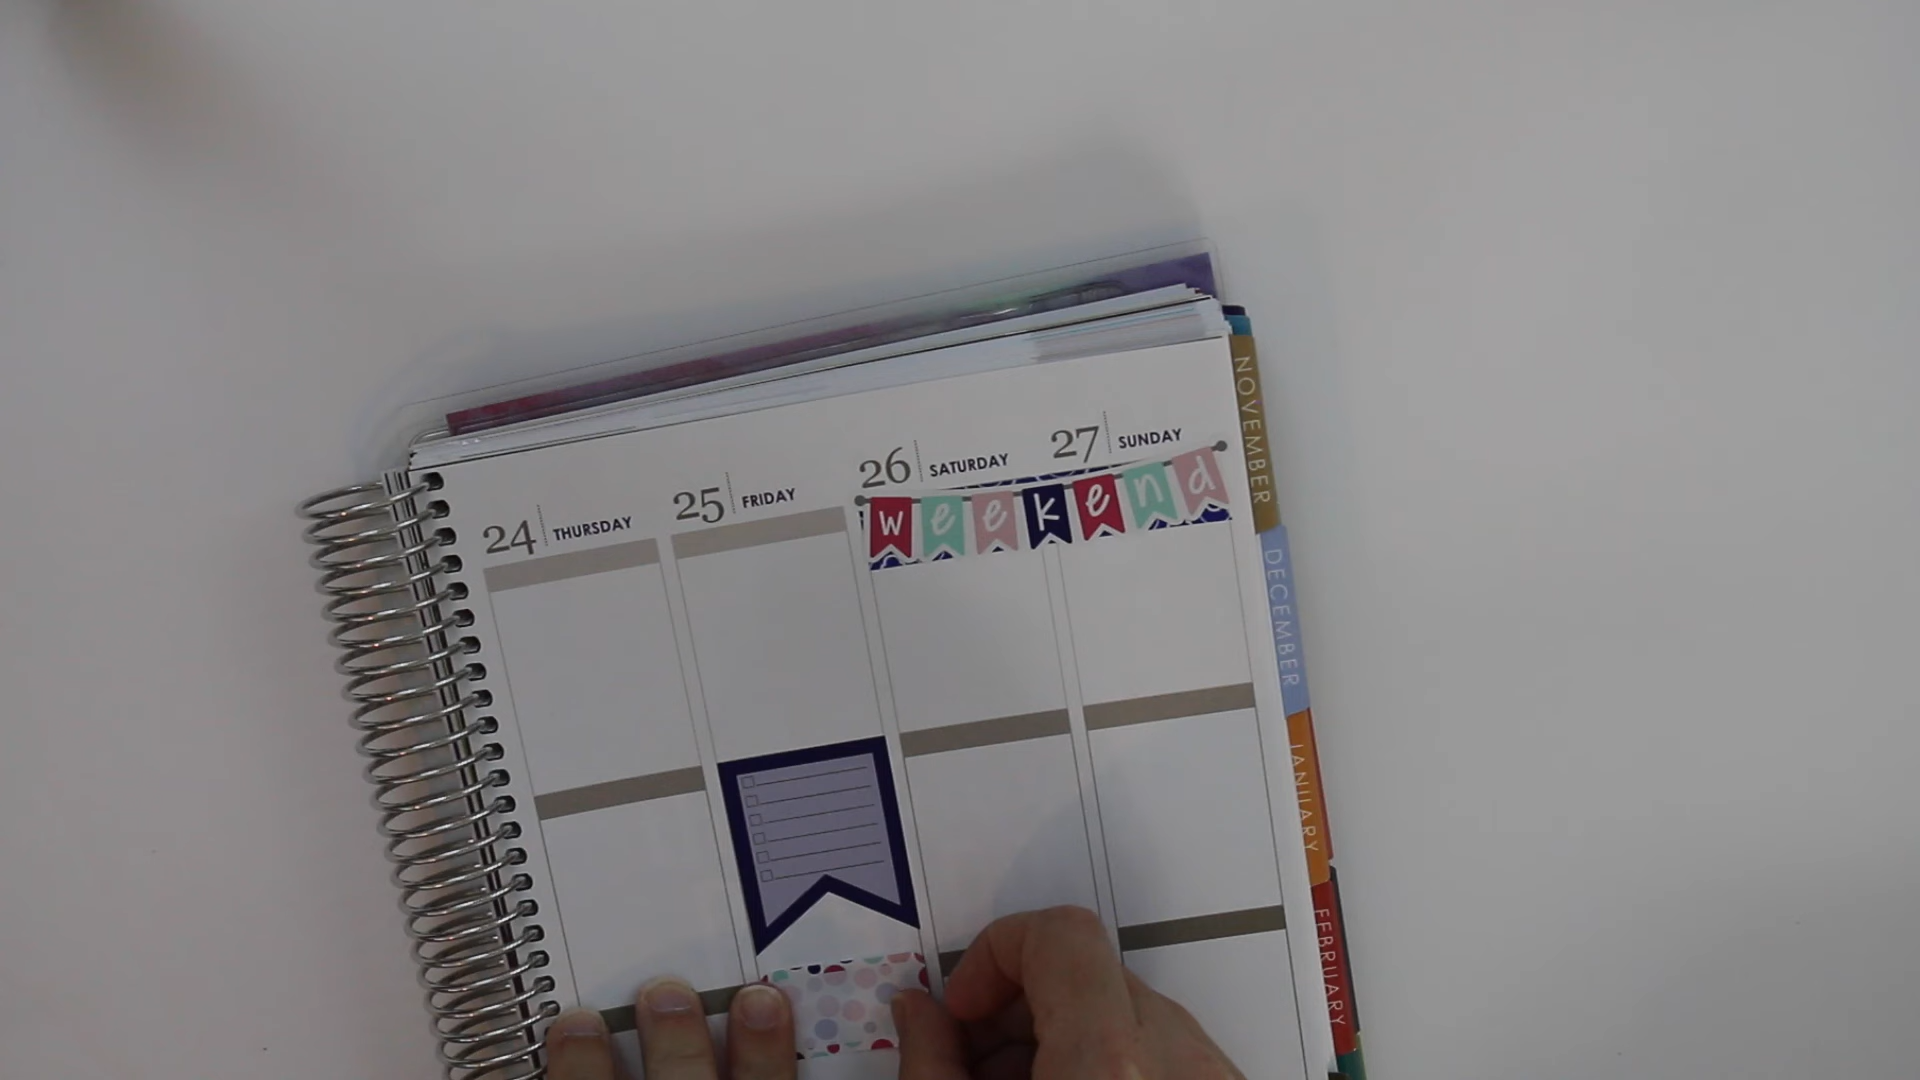 24 THURSDAY
25 FRIDAY
26 SATURDAY
27 SUNDAY
weekend
NOVEMBER
DECEMBER
JANUARY
FEBRUARY